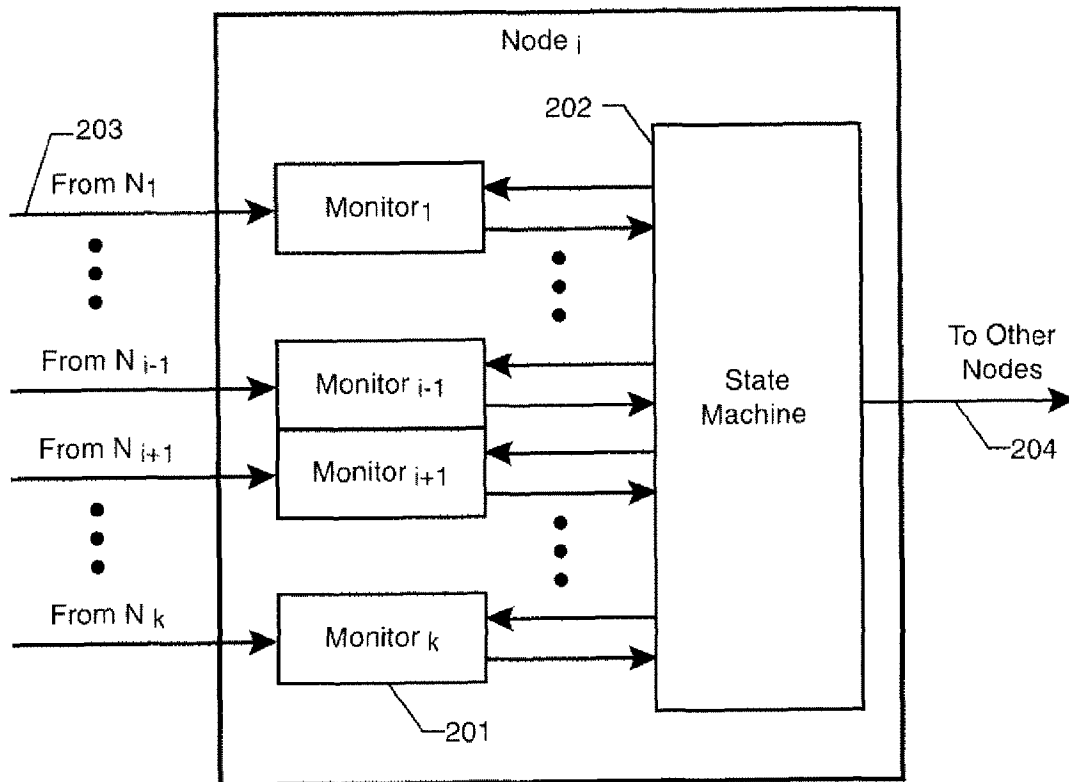 Node i
202
203
From N1
Monitor1
From N i-1
Monitor i-1
To Other
Nodes
State
Machine
From N i+1
Monitor i+1
204
From N k
Monitor k
201